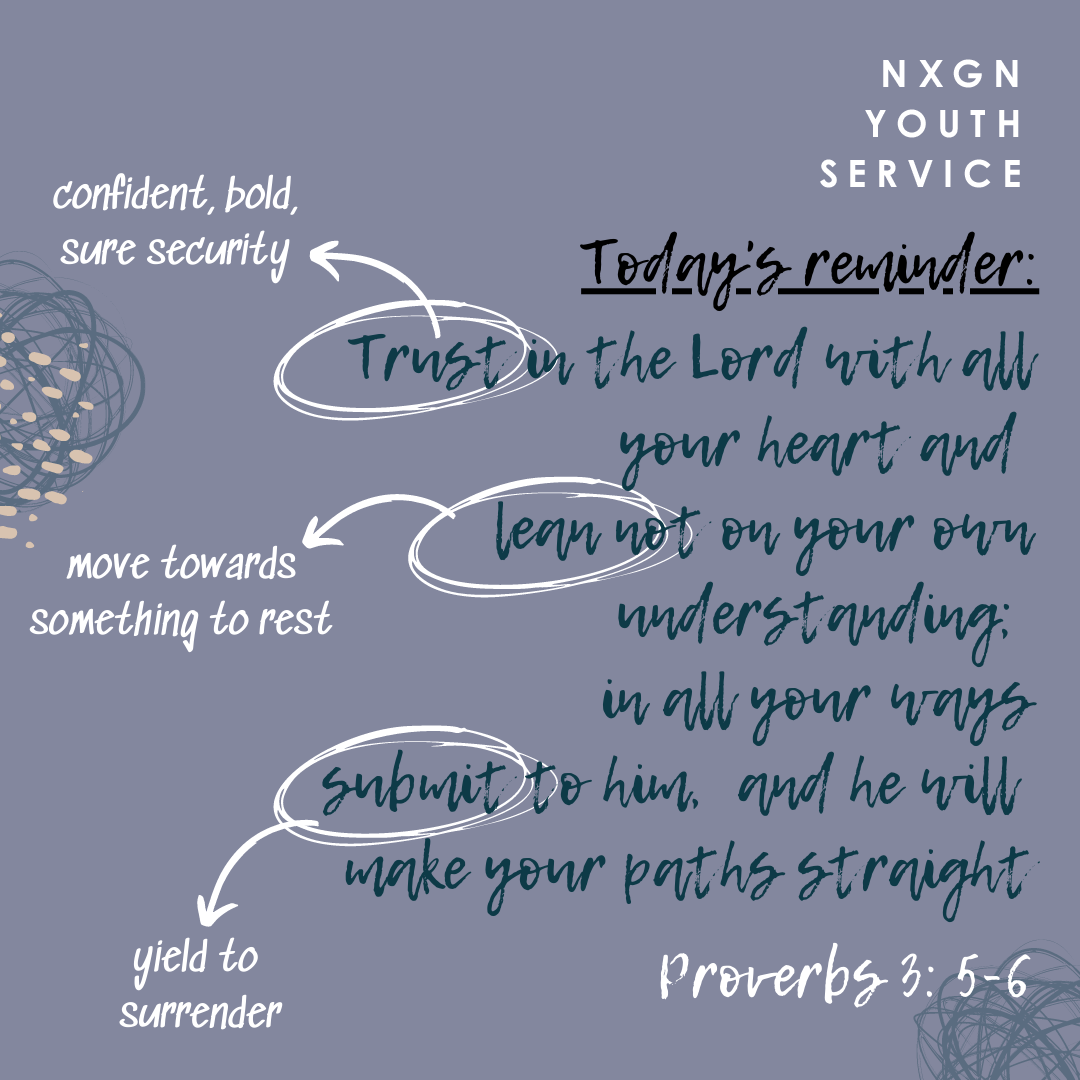 NXGN
YOUTH
SERVICE
Today's reminder:
confident, bold,
sure security
Trust in the Lord with all
your heart and
lean not on your own
understanding;
in all your ways
submit to him, and he will
make your paths straight
move towards
something to rest
yield to
surrender
Proverbs 3: 5-6